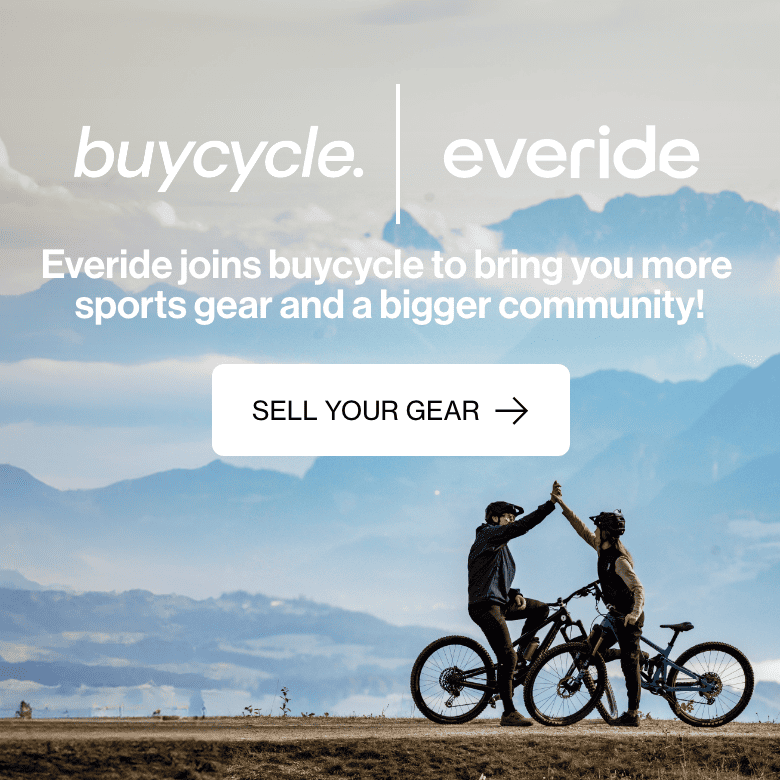 buycycle.
everide
Everide joins buycycle to bring you more
sports gear and a bigger community!
SELL YOUR GEAR →